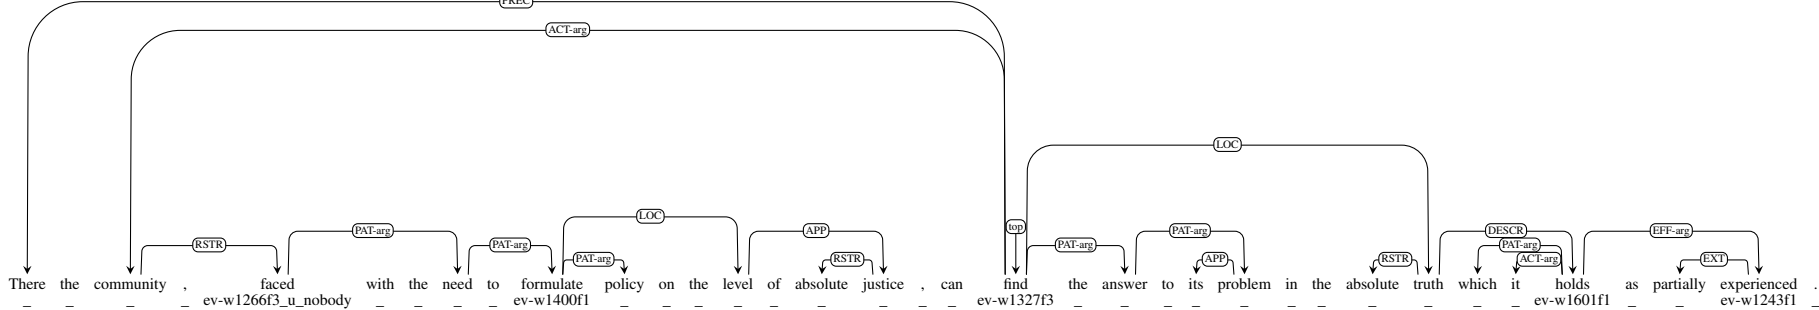 PREC
ACT-arg
LOC
LOC
top
PAT-arg
APP
PAT-arg
DESCR
EFF-arg
RSTR
PAT-arg
PAT-arg
PAT-arg
PAT-arg
RSTR
APP
RSTR
ACT-arg
EXT
There the community , faced with the need to formulate policy on the level of absolute justice , can find the answer to its problem in the absolute truth which it holds as partially experienced .
_ _ _ _ ev-w1266f3_u_nobody _ _ _ _ ev-w1400f1 _ _ _ _ _ _ _ _ _ ev-w1327f3 _ _ _ _ _ _ _ _ _ _ _ ev-w1601f1 _ _ ev-w1243f1 _